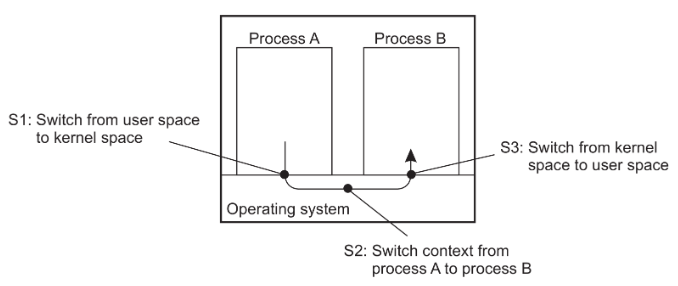 Process A
Process B
S1: Switch from user space
to kernel space
S3: Switch from kernel
space to user space
Operating system
S2: Switch context from
process A to process B